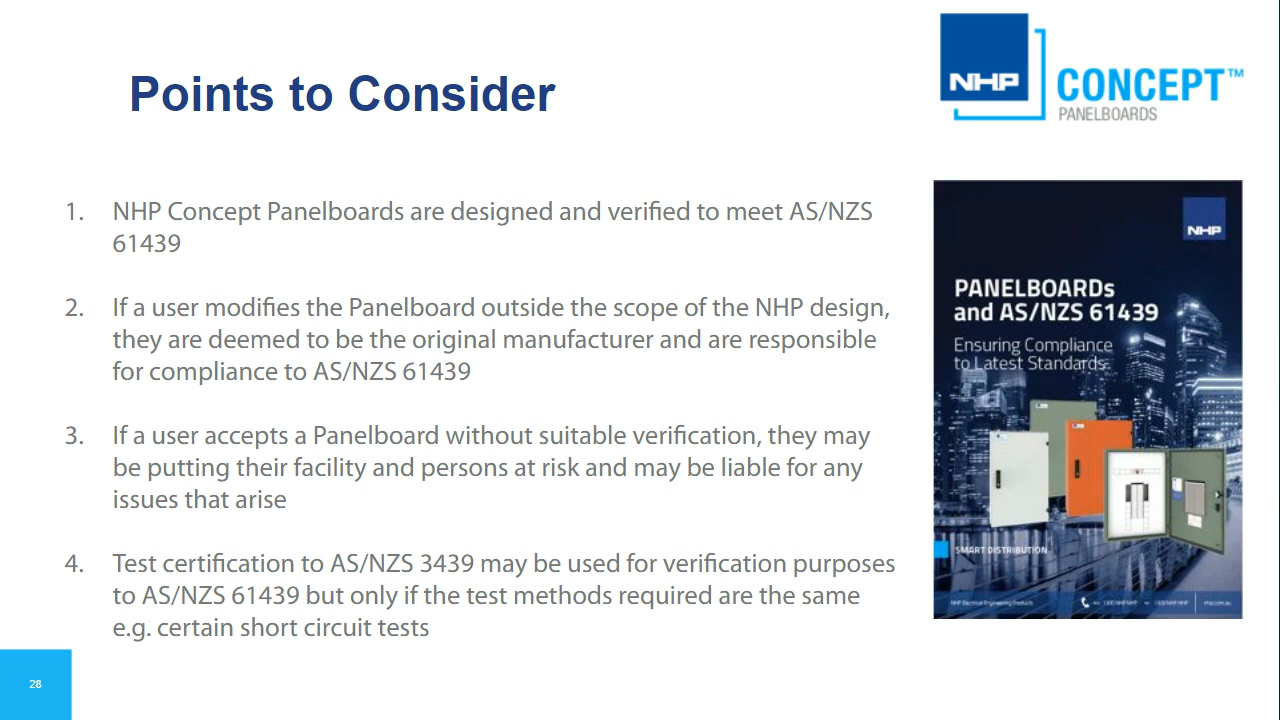 Points to Consider
NHP
CONCEPT™
PANELBOARDS
1. NHP Concept Panelboards are designed and verified to meet AS/NZS
61439
2. If a user modifies the Panelboard outside the scope of the NHP design,
they are deemed to be the original manufacturer and are responsible
for compliance to AS/NZS 61439
3. If a user accepts a Panelboard without suitable verification, they may
be putting their facility and persons at risk and may be liable for any
issues that arise
4. Test certification to AS/NZS 3439 may be used for verification purposes
to AS/NZS 61439 but only if the test methods required are the same
e.g. certain short circuit tests
NHP
PANELBOARDs
and AS/NZS 61439
Ensuring Compliance
to Latest Standards
SMART DISTRIBUTION
NHP Electrical Engineering Products
28